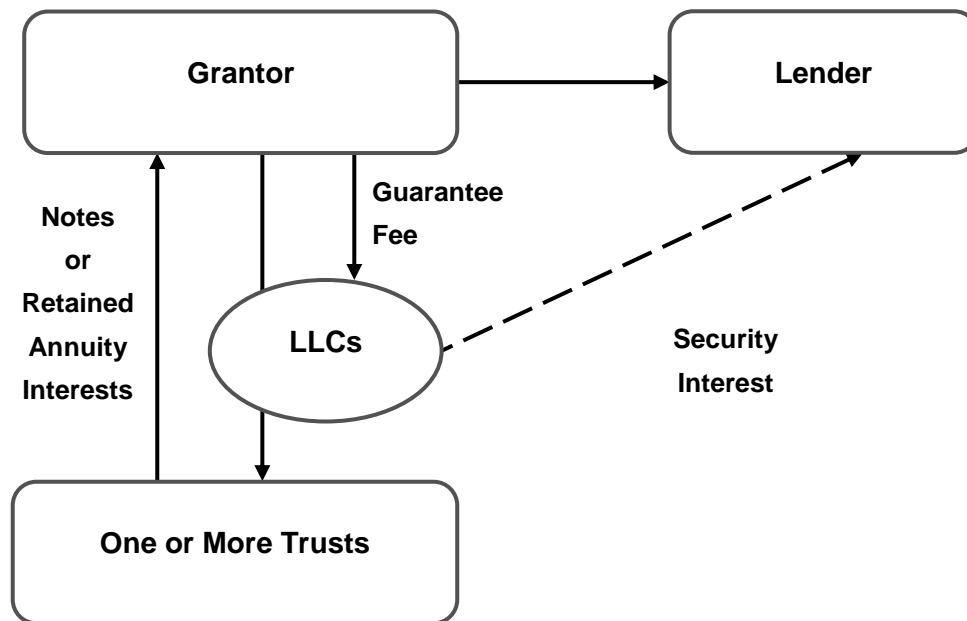 Grantor
Lender
Guarantee
Fee
Notes
or
Retained
Annuity
Interests
LLCs
Security
Interest
One or More Trusts